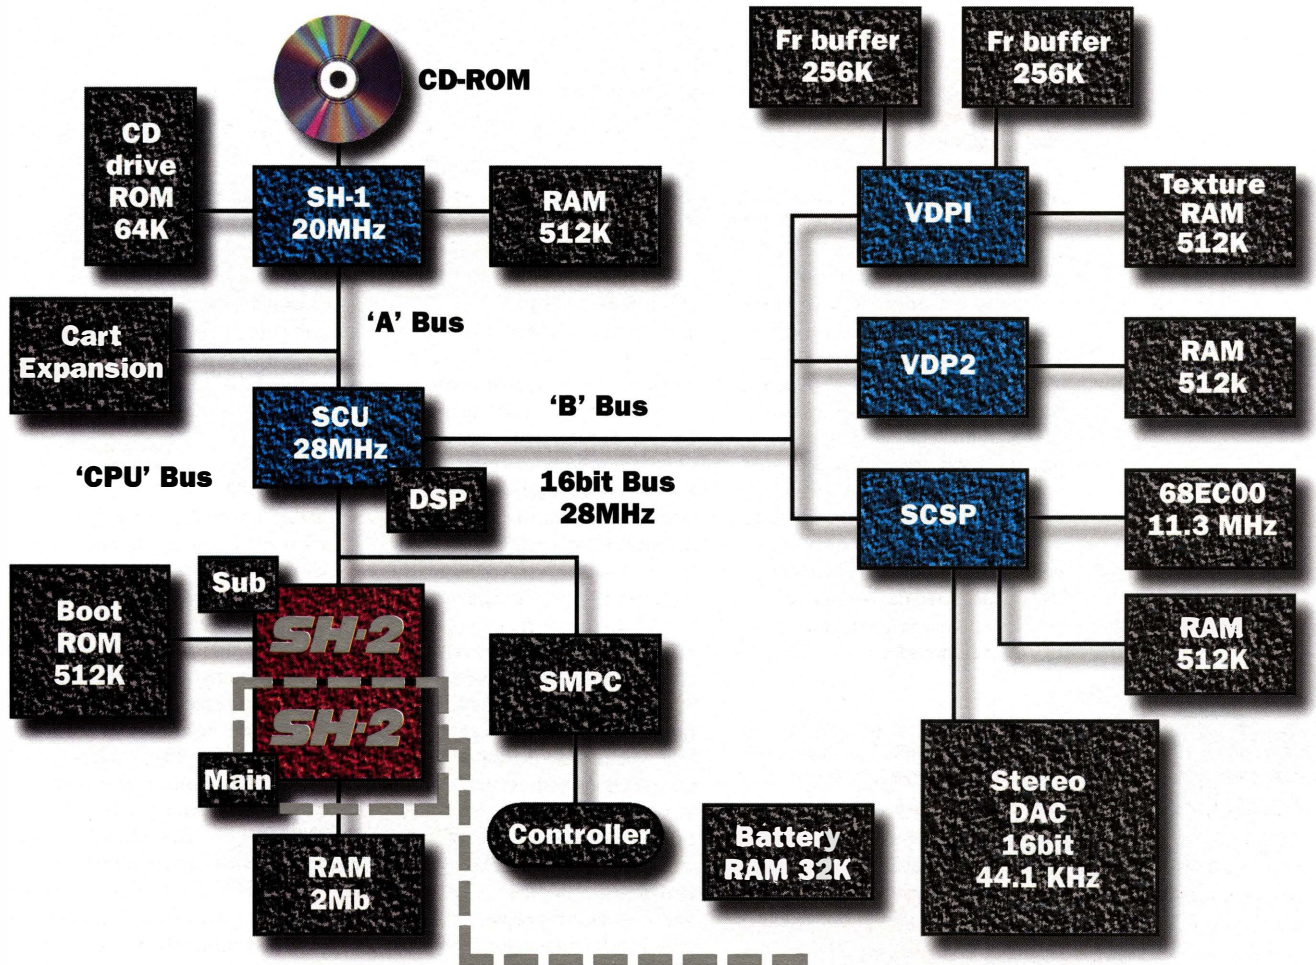 Fr buffer
256K
Fr buffer
256K
CD-ROM
CD
drive
ROM
64K
SH-1
20MHz
RAM
512K
VDPI
Texture
RAM
512K
'A' Bus
Cart
Expansion
VDP2
RAM
512k
SCU
28MHz
'B' Bus
'CPU' Bus
DSP
16bit Bus
28MHz
SCSP
68EC00
11.3 MHz
Sub
Boot
ROM
512K
SH-2
SH-2
Main
SMPC
RAM
512K
Controller
Battery
RAM 32K
Stereo
DAC
16bit
44.1 KHz
RAM
2Mb